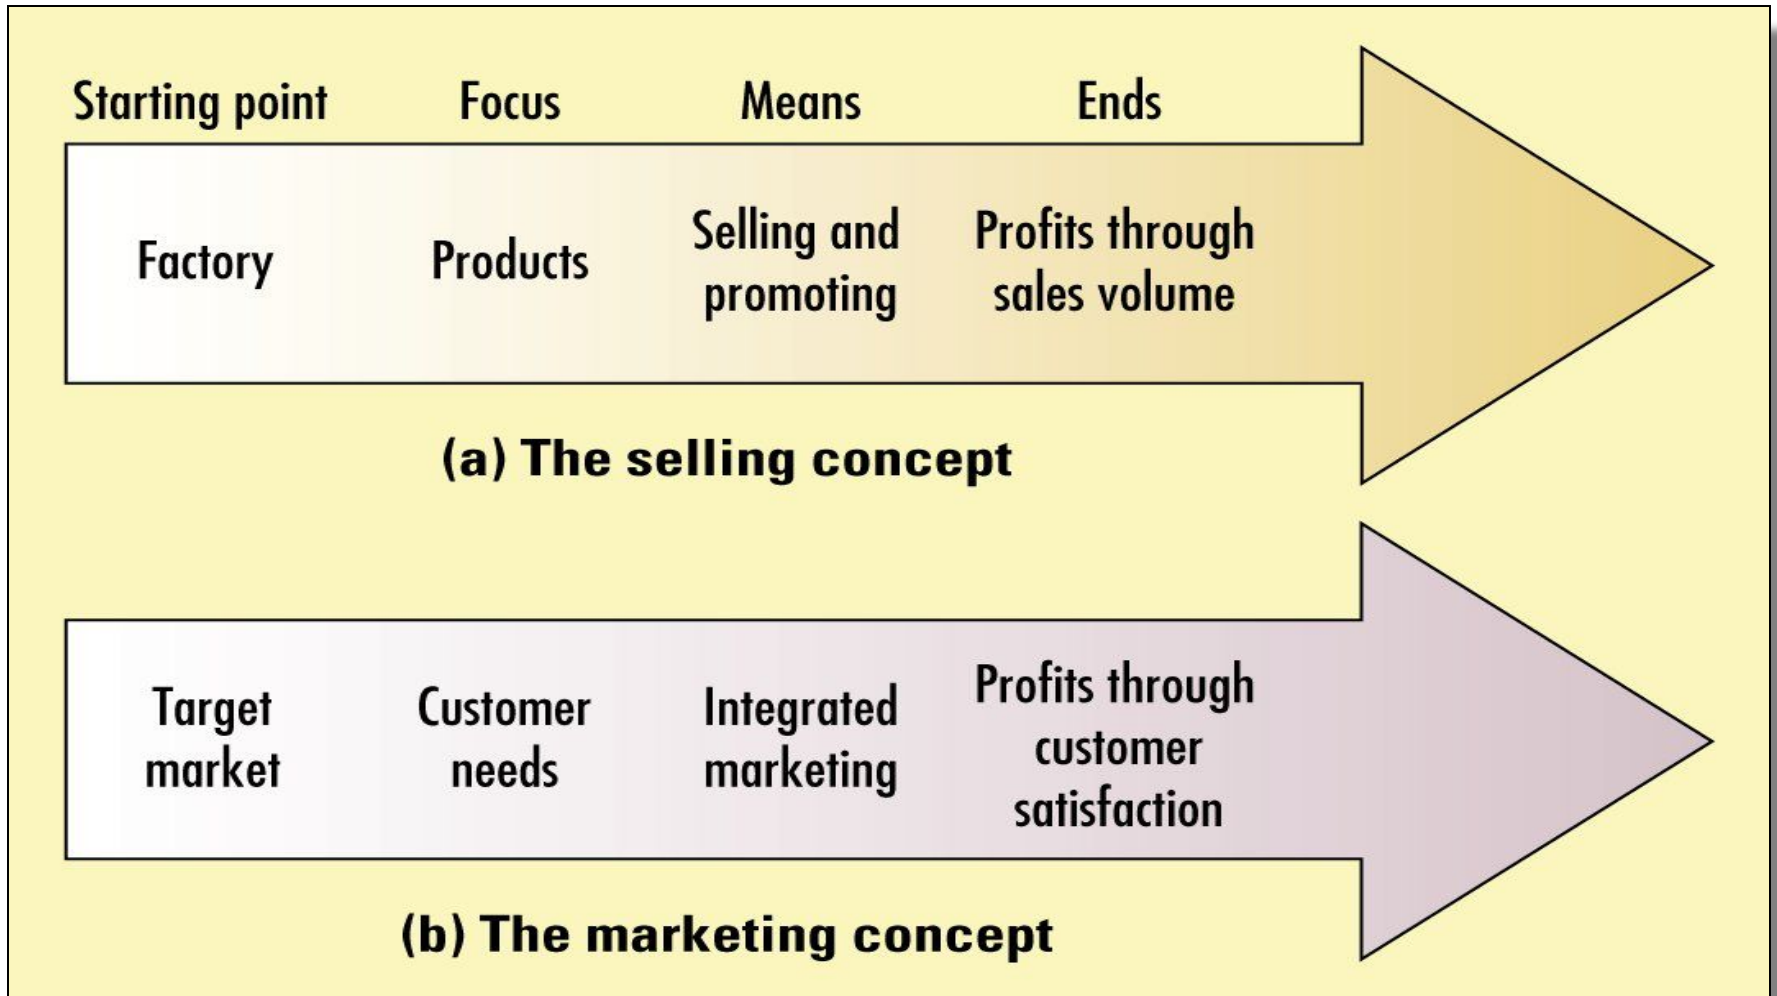 Starting point Focus Means Ends
Factory
Products
Selling and
promoting
Profits through
sales volume
(a) The selling concept
Target
market
Customer
needs
Integrated
marketing
Profits through
customer
satisfaction
(b) The marketing concept